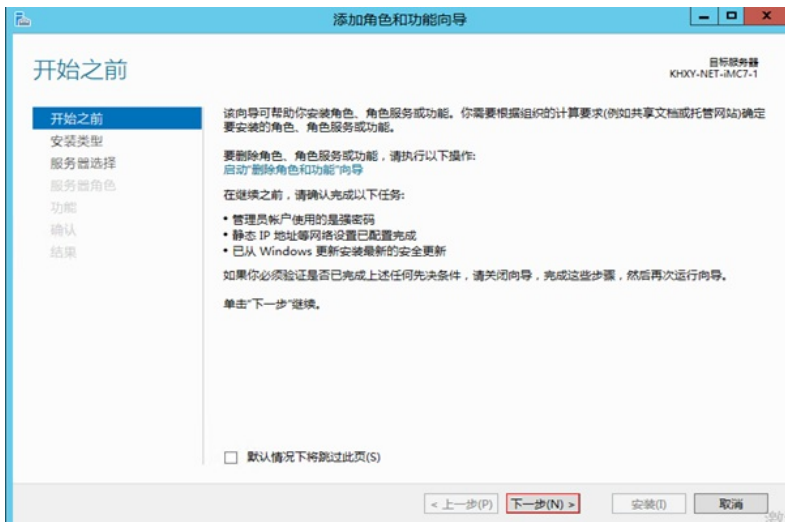 添加角色和功能向导
开始之前
目标服务器
KHXY-NET-iMC7-1
开始之前
安装类型
服务器选择
服务器角色
功能
确认
结果
该向导可帮助你安装角色、角色服务或功能。你需要根据组织的计算要求(例如共享文档或托管网站)确定
要安装的角色、角色服务或功能。
要删除角色、角色服务或功能，请执行以下操作:
启动"删除角色和功能"向导
在继续之前，请确认完成以下任务:
• 管理员帐户使用的是强密码
• 静态 IP 地址等网络设置已配置完成
• 已从 Windows 更新安装最新的安全更新
如果你必须验证是否已完成上述任何先决条件，请关闭向导，完成这些步骤，然后再次运行向导。
单击"下一步"继续。
默认情况下将跳过此页(S)
< 上一步(P) 下一步(N) > 安装(I) 取消